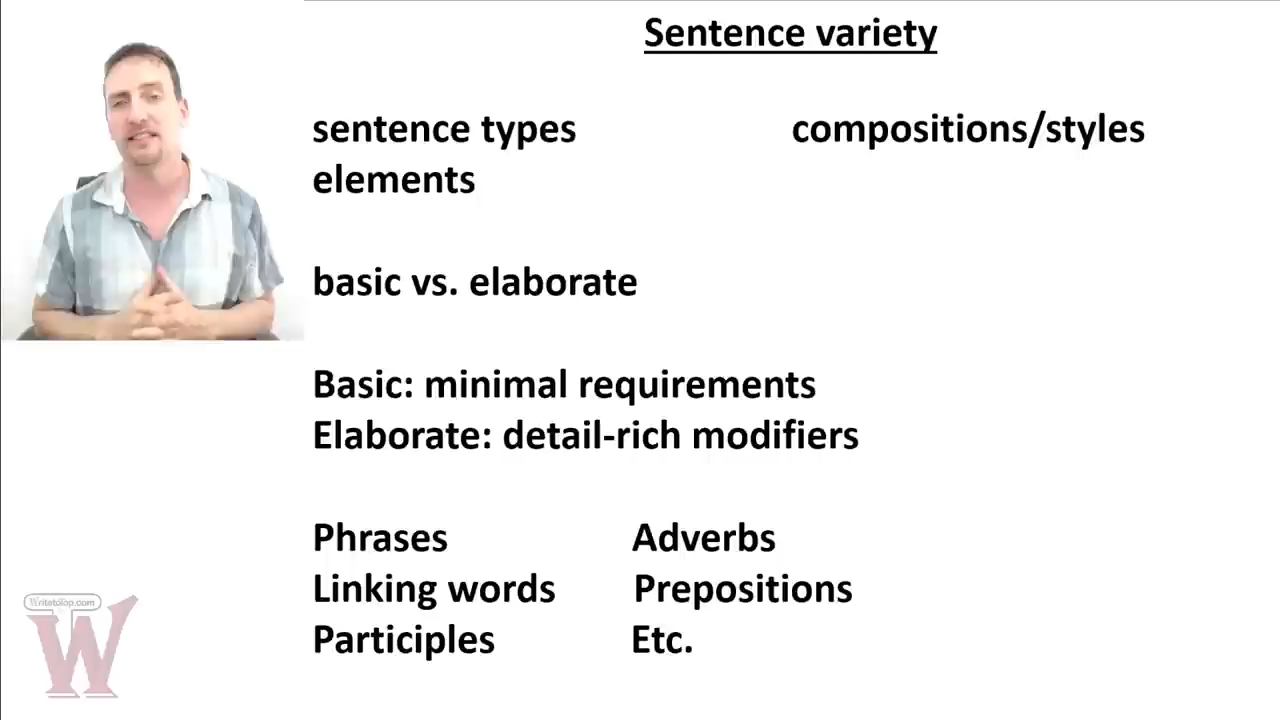 Sentence variety
sentence types compositions/styles
elements
basic vs. elaborate
Basic: minimal requirements
Elaborate: detail-rich modifiers
Phrases Adverbs
Linking words Prepositions
Participles Etc.
Writetotop.com
W